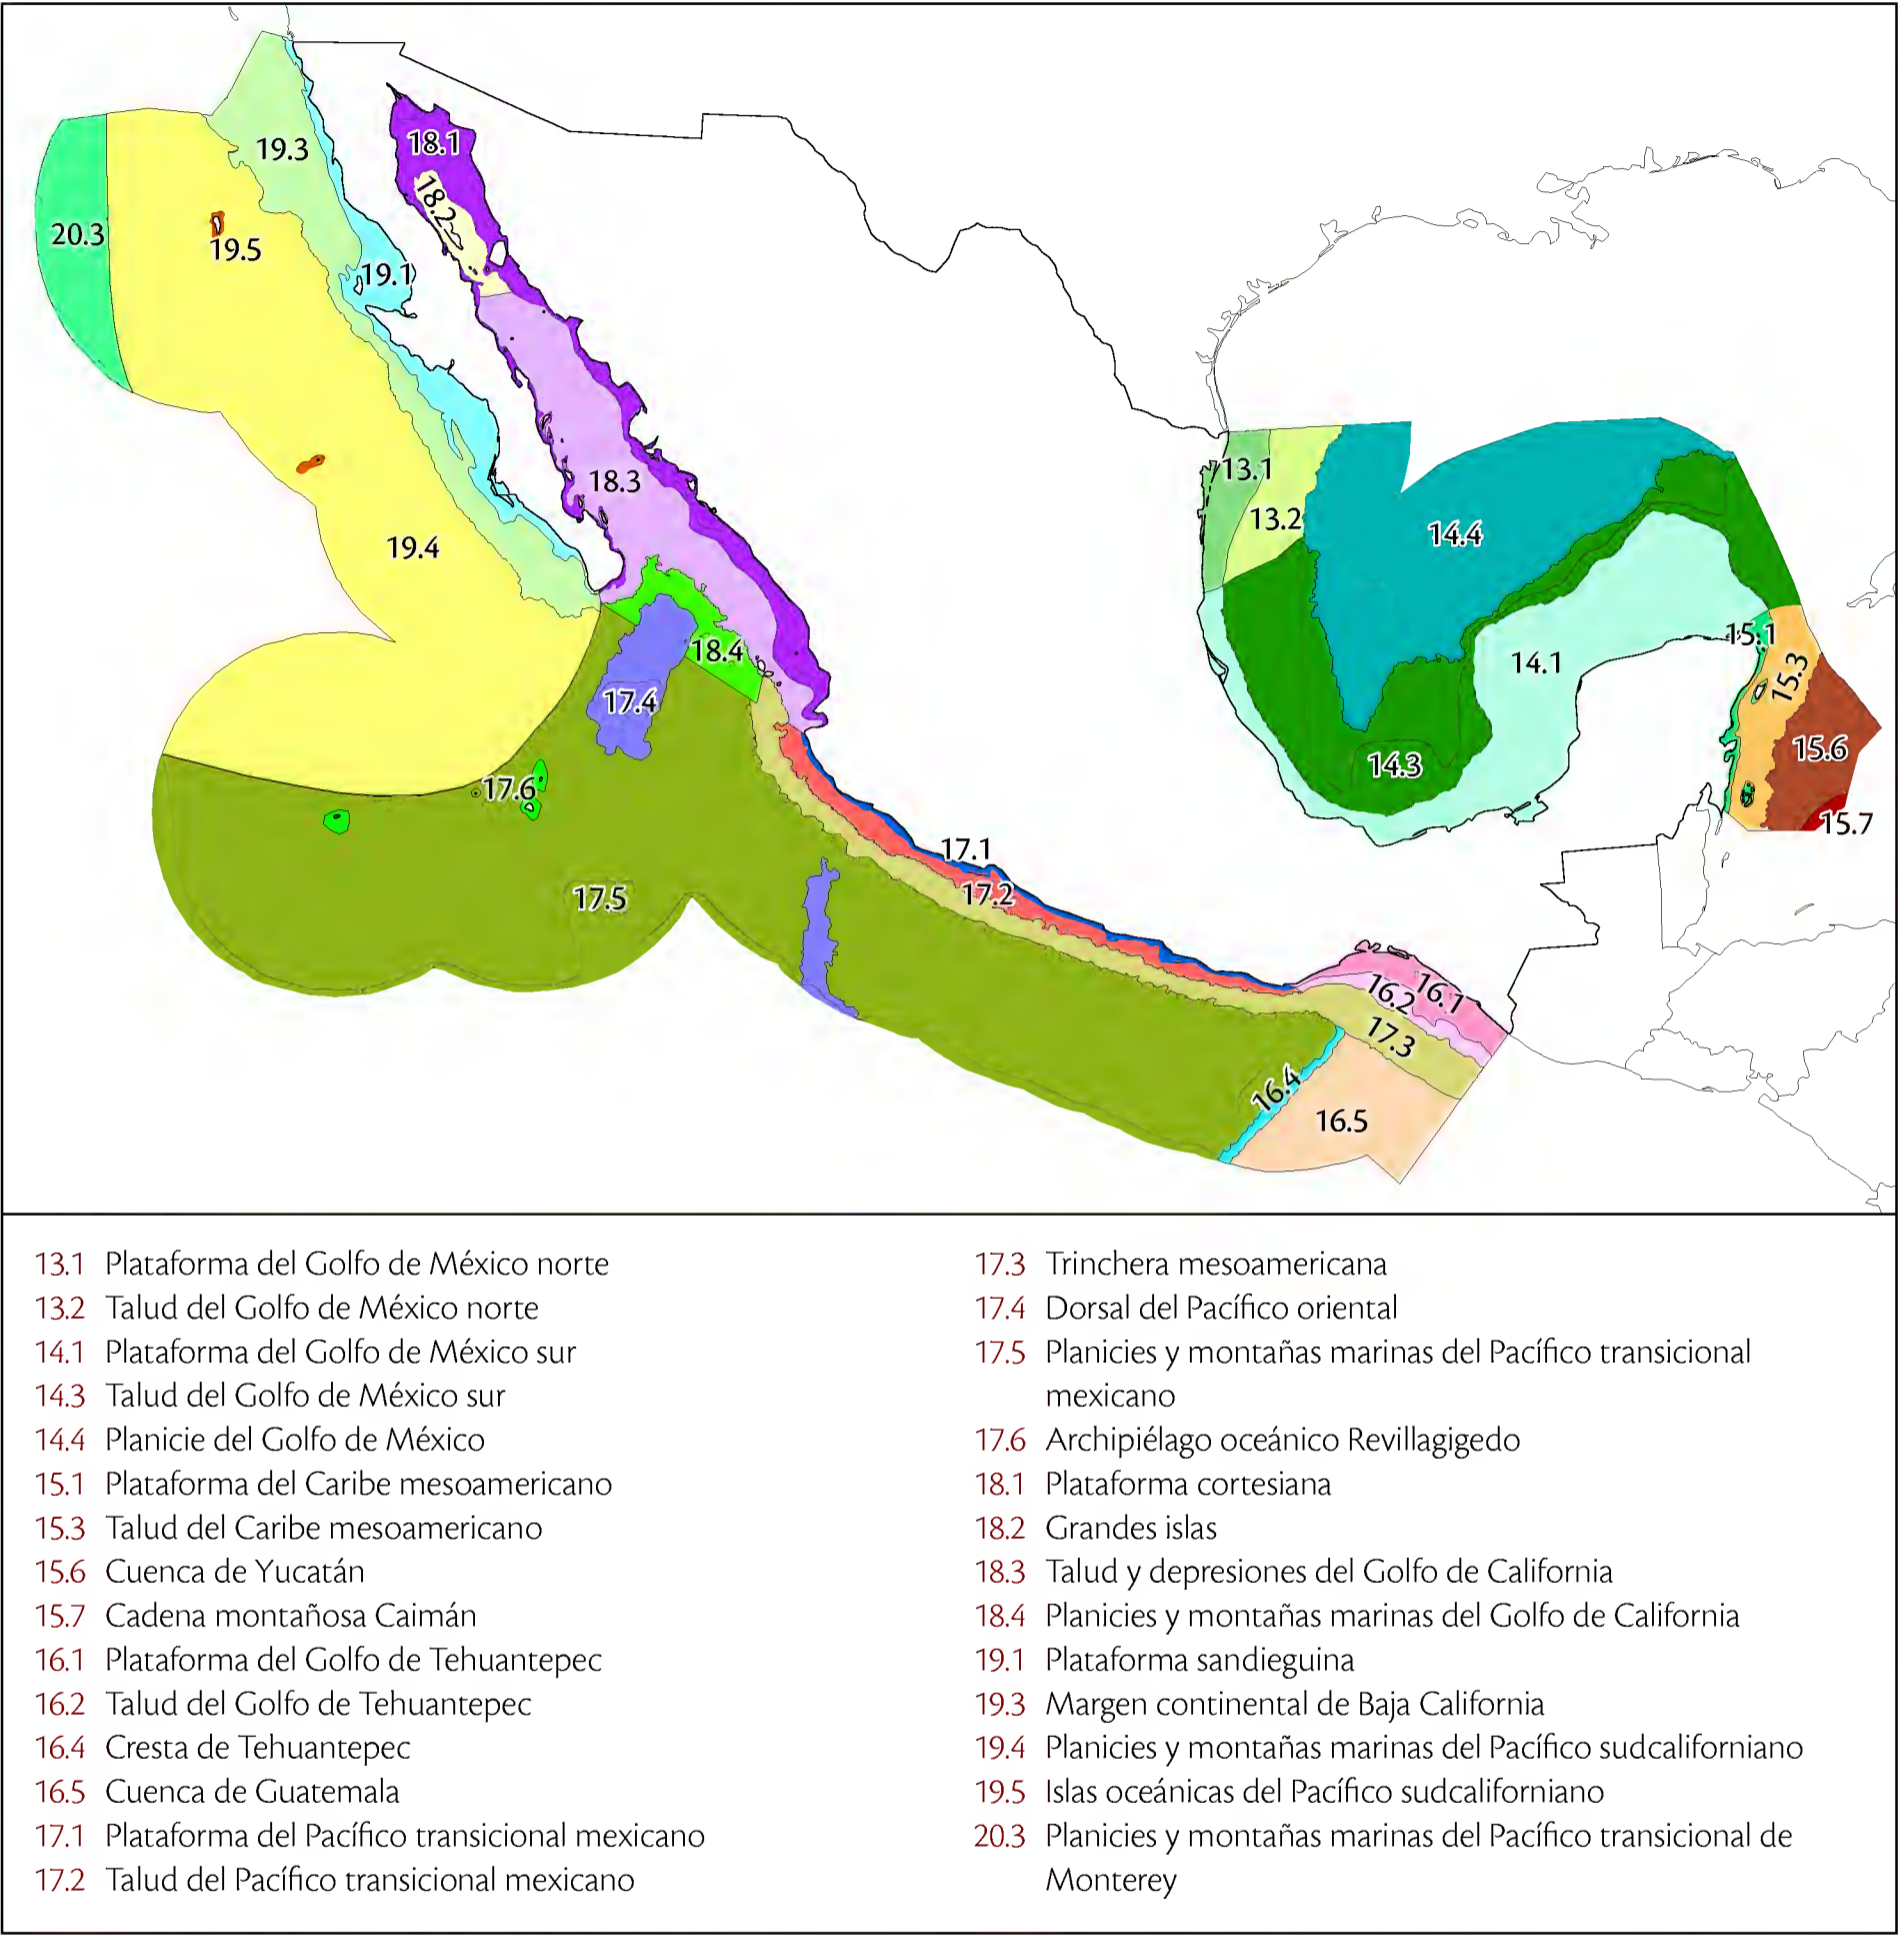 18.1
19.3
18.2
20.3
19.5
19.1
13.1
18.3
13.2
14.4
19.4
15.1
18.4
14.1
15.3
17.4
15.6
14.3
17.6
15.7
17.1
17.2
17.5
16.1
16.2
17.3
16.4
16.5
13.1 Plataforma del Golfo de México norte
13.2 Talud del Golfo de México norte
14.1 Plataforma del Golfo de México sur
14.3 Talud del Golfo de México sur
14.4 Planicie del Golfo de México
15.1 Plataforma del Caribe mesoamericano
15.3 Talud del Caribe mesoamericano
15.6 Cuenca de Yucatán
15.7 Cadena montañosa Caimán
16.1 Plataforma del Golfo de Tehuantepec
16.2 Talud del Golfo de Tehuantepec
16.4 Cresta de Tehuantepec
16.5 Cuenca de Guatemala
17.1 Plataforma del Pacífico transicional mexicano
17.2 Talud del Pacífico transicional mexicano
17.3 Trinchera mesoamericana
17.4 Dorsal del Pacífico oriental
17.5 Planicies y montañas marinas del Pacífico transicional
mexicano
17.6 Archipiélago oceánico Revillagigedo
18.1 Plataforma cortesiana
18.2 Grandes islas
18.3 Talud y depresiones del Golfo de California
18.4 Planicies y montañas marinas del Golfo de California
19.1 Plataforma sandieguina
19.3 Margen continental de Baja California
19.4 Planicies y montañas marinas del Pacífico sudcaliforniano
19.5 Islas oceánicas del Pacífico sudcaliforniano
20.3 Planicies y montañas marinas del Pacífico transicional de
Monterey